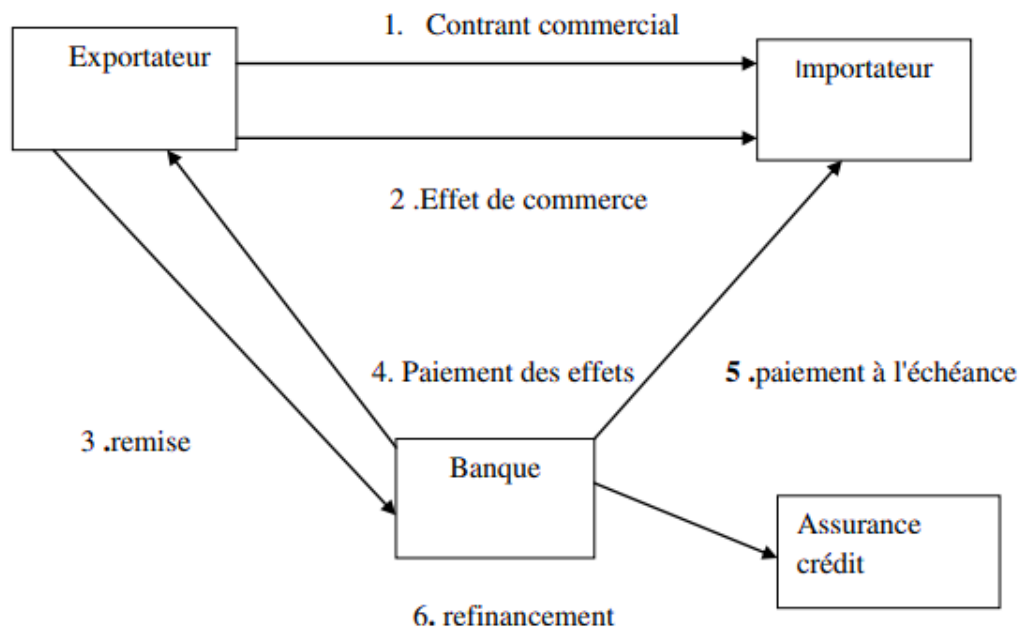 1. Contrant commercial
Exportateur
Importateur
2 .Effet de commerce
4. Paiement des effets
5 .paiement à l'échéance
3 .remise
Banque
Assurance
crédit
6. refinancement